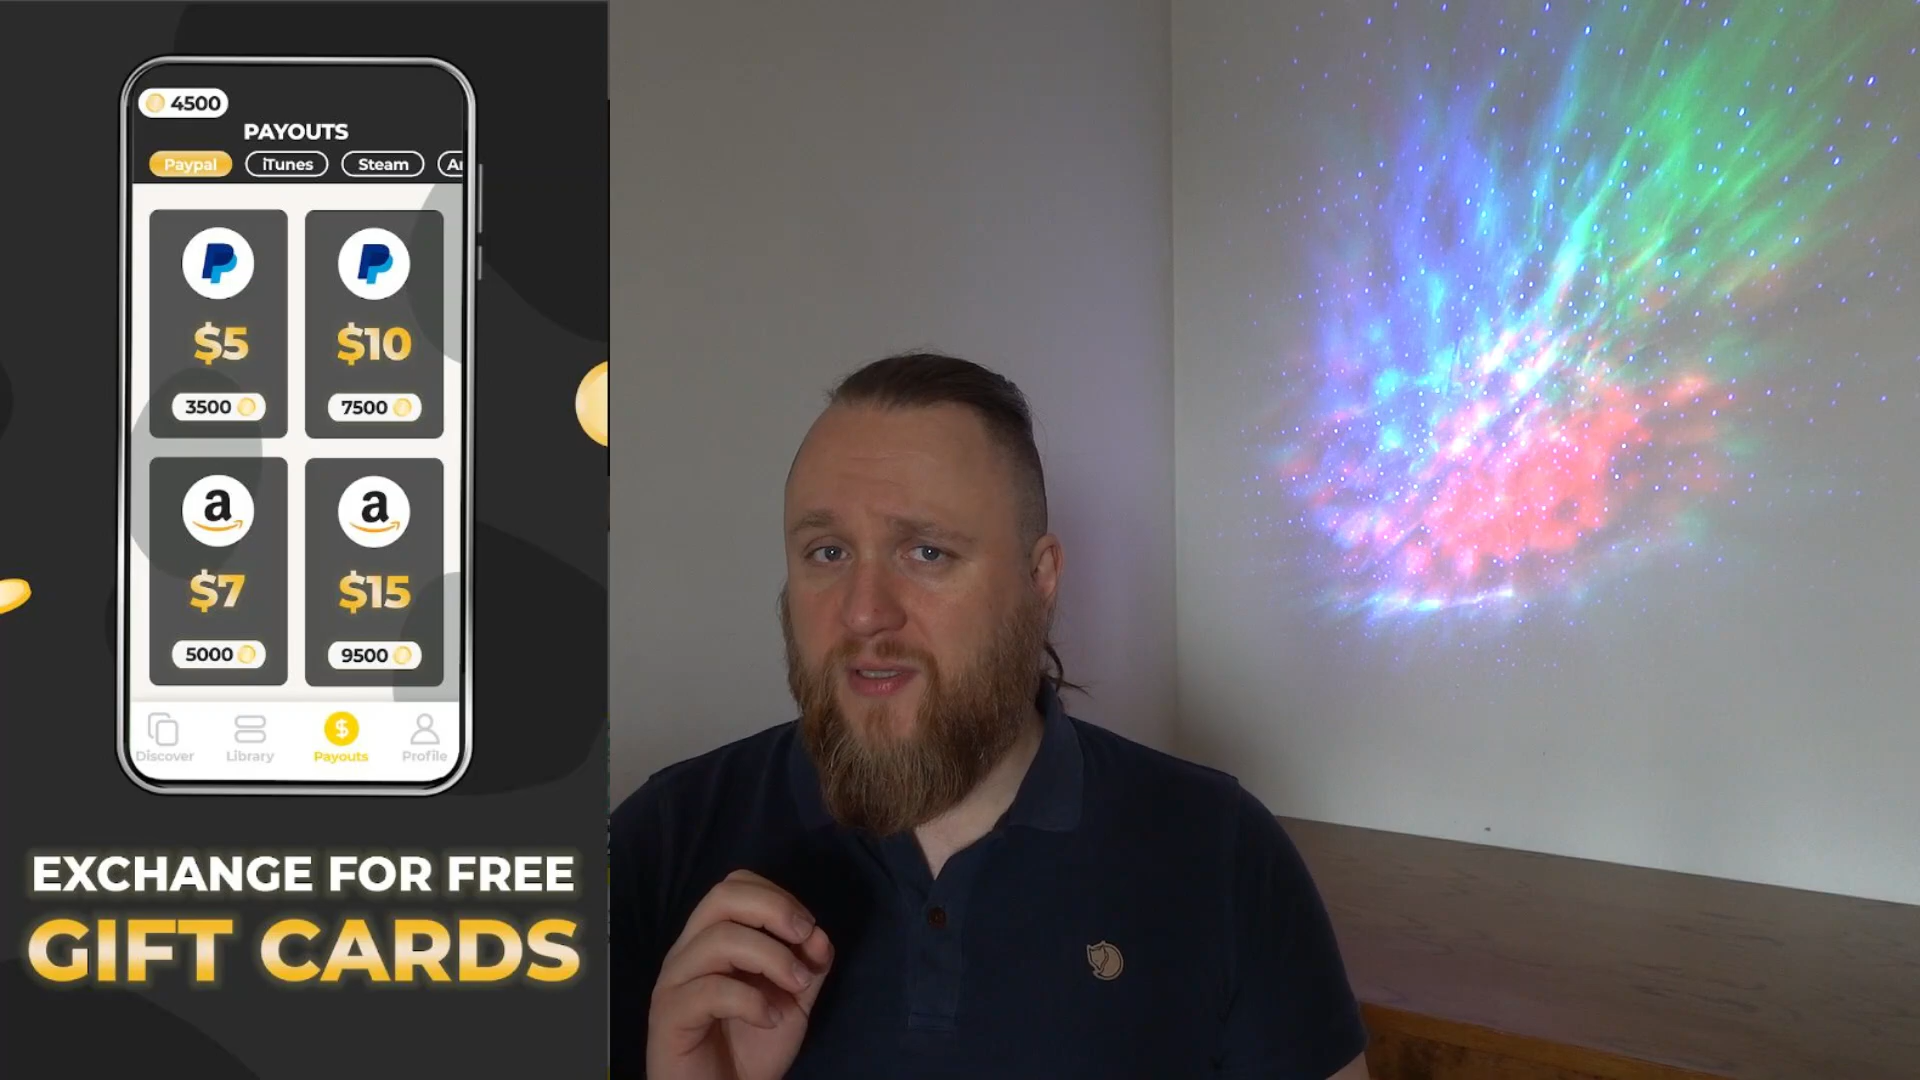 4500
PAYOUTS
Paypal iTunes Steam
$5 $10
3500 7500
a a
$7 $15
5000 9500
Discover Library Payouts Profile
EXCHANGE FOR FREE
GIFT CARDS